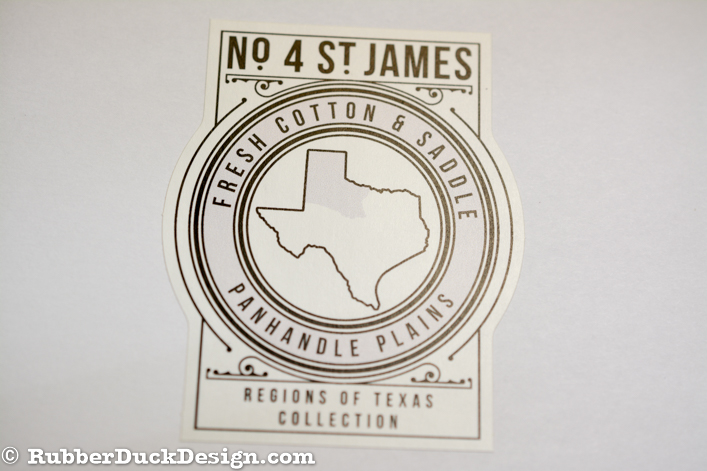 No 4 ST JAMES
FRESH COTTON & SADDLE
PANHANDLE PLAINS
REGIONS OF TEXAS
COLLECTION
© RubberDuckDesign.com